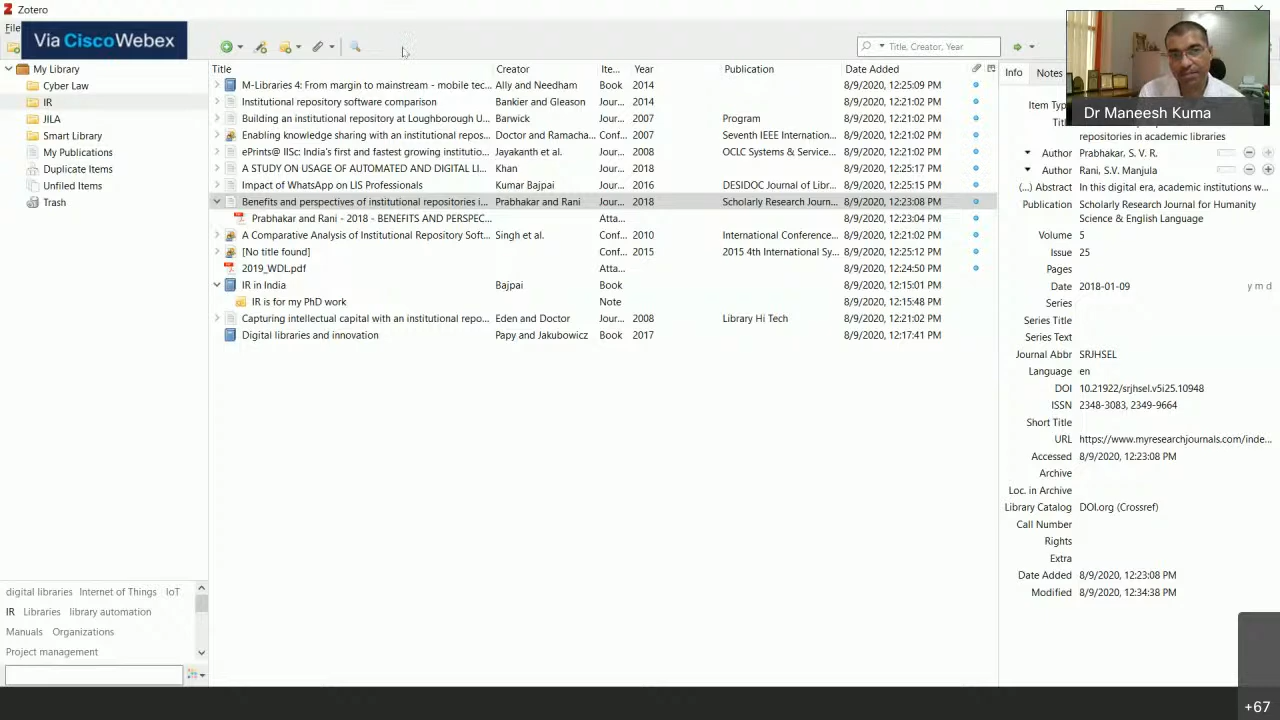 Zotero
File
Via CiscoWebex
Title, Creator, Year
Dr Maneesh Kuma
My Library
Cyber Law
IR
JILA
Smart Library
My Publications
Duplicate Items
Unfiled Items
Trash
Title Creator Ite... Year Publication Date Added
M-Libraries 4: From margin to mainstream - mobile tec... Ally and Needham Book 2014 8/9/2020, 12:25:09 PM
Institutional repository software comparison Bankier and Gleason Jour... 2014 8/9/2020, 12:21:02 PM
Building an institutional repository at Loughborough U... Barwick Jour... 2007 Program 8/9/2020, 12:21:02 PM
Enabling knowledge sharing with an institutional repos... Doctor and Ramacha... Conf... 2007 Seventh IEEE Internation... 8/9/2020, 12:21:02 PM
ePrints@ IISc: India's first and fastest growing institutio... Jayakanth et al. Jour... 2008 OCLC Systems & Service... 8/9/2020, 12:21:02 PM
A STUDY ON USAGE OF AUTOMATED AND DIGITAL LI... Khan Jour... 2018 8/9/2020, 12:25:17 PM
Impact of WhatsApp on LIS Professionals Kumar Bajpai Jour... 2016 DESIDOC Journal of Libr... 8/9/2020, 12:25:15 PM
Benefits and perspectives of institutional repositories i... Prabhakar and Rani Jour... 2018 Scholarly Research Journ... 8/9/2020, 12:23:08 PM
Prabhakar and Rani - 2018 - BENEFITS AND PERSPEC... Atta... 8/9/2020, 12:23:04 PM
A Comparative Analysis of Institutional Repository Soft... Singh et al. Conf... 2010 International Conference... 8/9/2020, 12:21:02 PM
[No title found] Conf... 2015 2015 4th International Sy... 8/9/2020, 12:25:12 PM
2019_WDL.pdf Atta... 8/9/2020, 12:24:50 PM
IR in India Bajpai Book 8/9/2020, 12:15:01 PM
IR is for my PhD work Note 8/9/2020, 12:15:48 PM
Capturing intellectual capital with an institutional repo... Eden and Doctor Jour... 2008 Library Hi Tech 8/9/2020, 12:21:02 PM
Digital libraries and innovation Papy and Jakubowicz Book 2017 8/9/2020, 12:17:41 PM
Info Notes
Item Typ
Titl
repositories in academic libraries
Author Prabhakar, S. V. R.
Author Rani, S.V. Manjula
(...) Abstract In this digital era, academic institutions w...
Publication Scholarly Research Journal for Humanity
Science & English Language
Volume 5
Issue 25
Pages
Date 2018-01-09 y m d
Series
Series Title
Series Text
Journal Abbr SRJHSEL
Language en
DOI 10.21922/srjhsel.v5i25.10948
ISSN 2348-3083, 2349-9664
Short Title
URL https://www.myresearchjournals.com/inde...
Accessed 8/9/2020, 12:23:08 PM
Archive
Loc. in Archive
Library Catalog DOI.org (Crossref)
Call Number
Rights
Extra
Date Added 8/9/2020, 12:23:08 PM
Modified 8/9/2020, 12:34:38 PM
digital libraries Internet of Things IoT
IR Libraries library automation
Manuals Organizations
Project management
+67